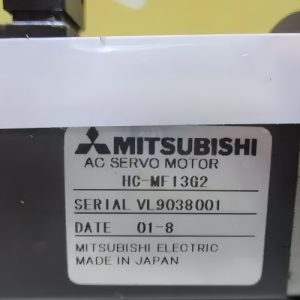 MITSUBISHI
AC SERVO MOTOR
HC-MF13G2
SERIAL VL9038001
DATE 01-8
MITSUBISHI ELECTRIC
MADE IN JAPAN